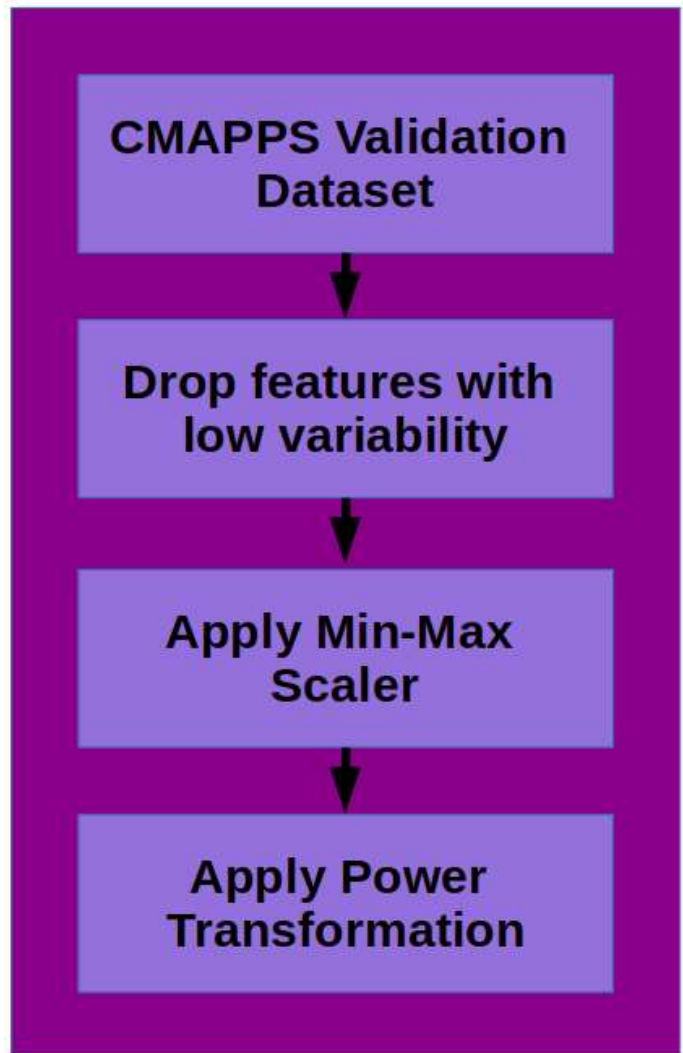 CMAPPS Validation
Dataset
Drop features with
low variability
Apply Min-Max
Scaler
Apply Power
Transformation